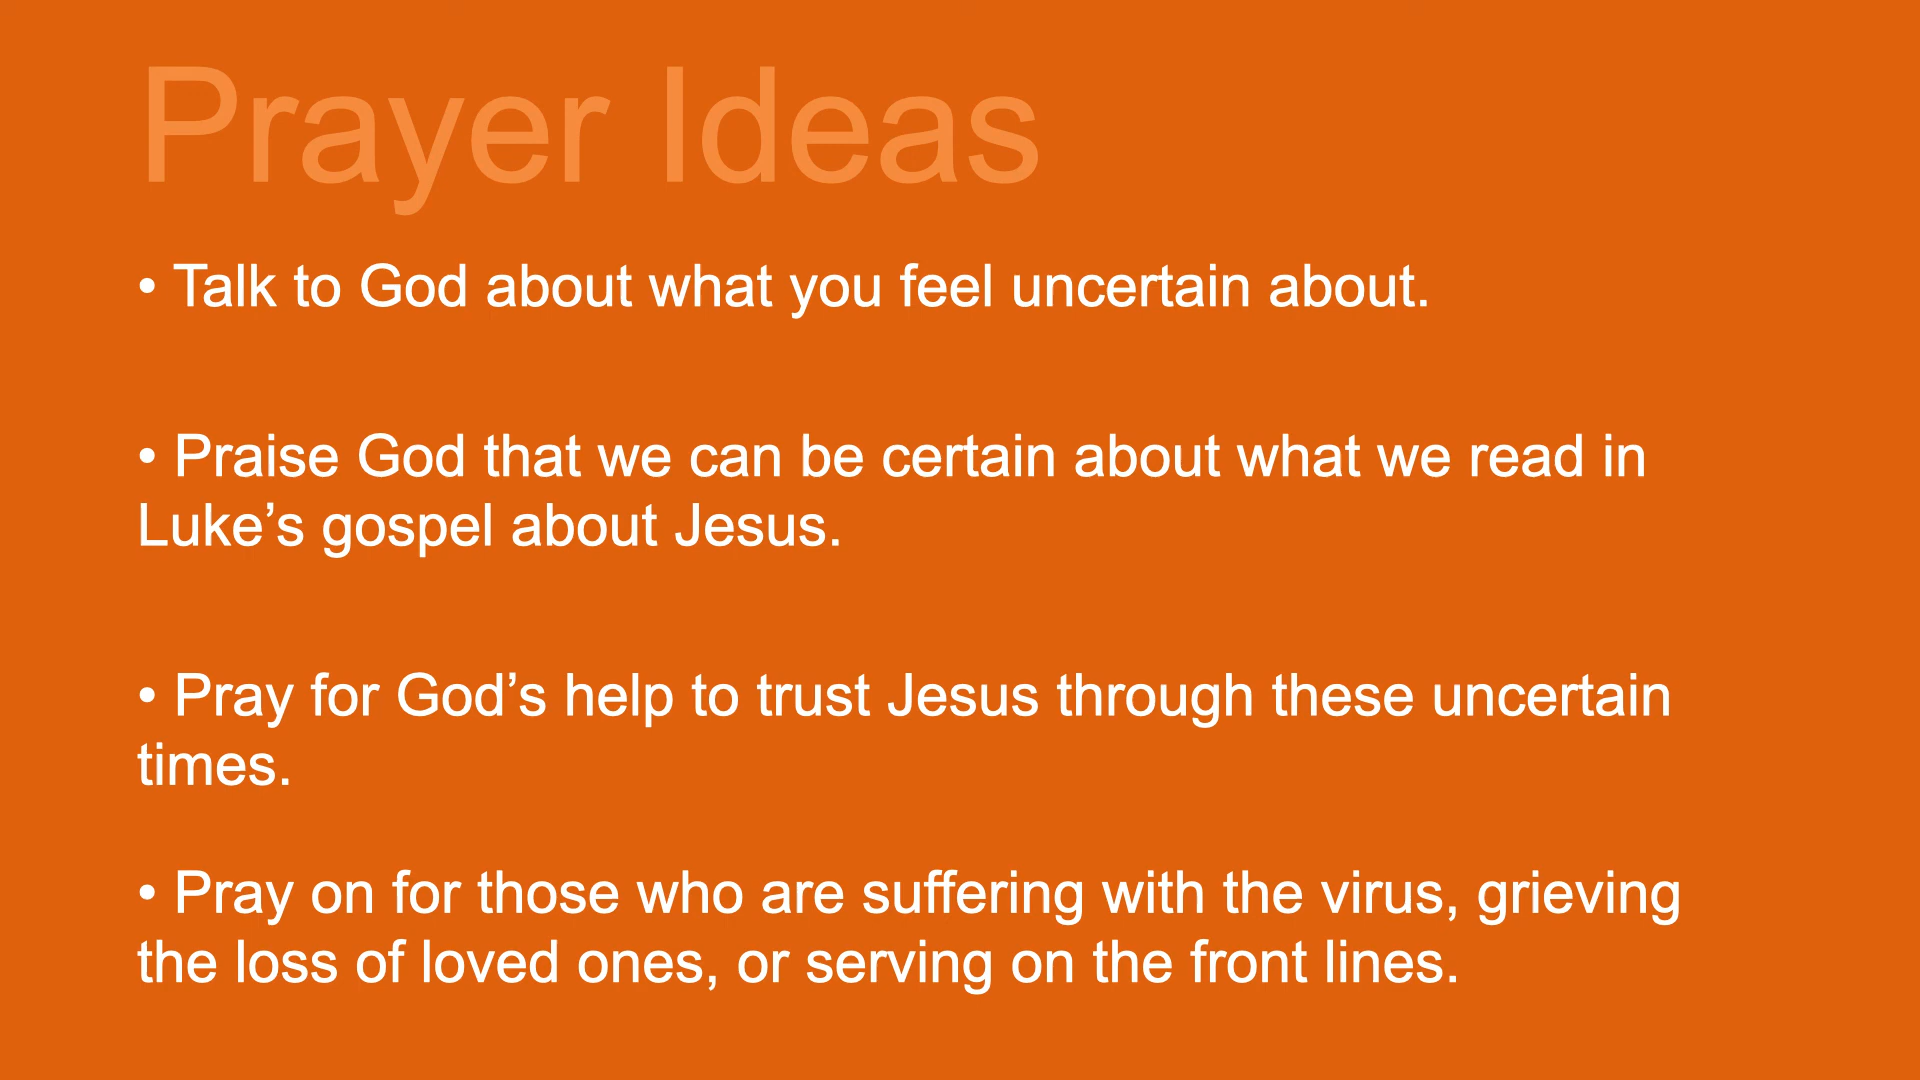 Prayer Ideas
• Talk to God about what you feel uncertain about.
• Praise God that we can be certain about what we read in
Luke’s gospel about Jesus.
• Pray for God’s help to trust Jesus through these uncertain
times.
• Pray on for those who are suffering with the virus, grieving
the loss of loved ones, or serving on the front lines.